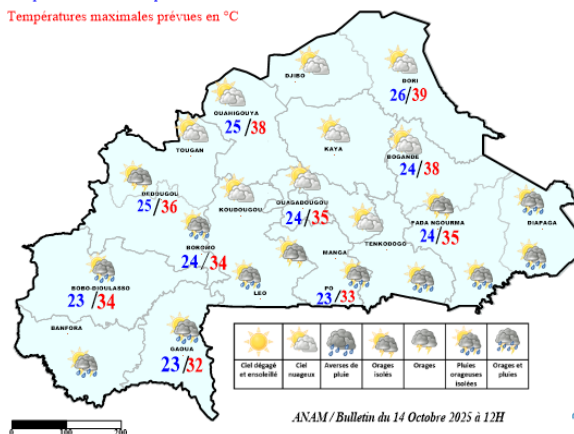 Températures maximales prévues en °C
DJIBO
DORI
26/39
OUAHIGOUYA
25/38
TOUGAN
KAYA
BOGANDE
24/38
DEDOUGOU
25/36
KOUDOUGOU
OUAGADOUGOU
24/35
FADA NGOURMA
24/35
DIAPAGA
BOROMO
24/34
MANGA
TENKODOGO
BOBO-DIOULASSO
23/34
LEO
PO
23/33
BANFORA
GAOUA
23/32
Ciel dégagé et ensoleillé
Ciel nuageux
Averses de pluie
Orages isolés
Orages
Pluies orageuses isolées
Orages et pluies
ANAM / Bulletin du 14 Octobre 2025 à 12H
0 100 200